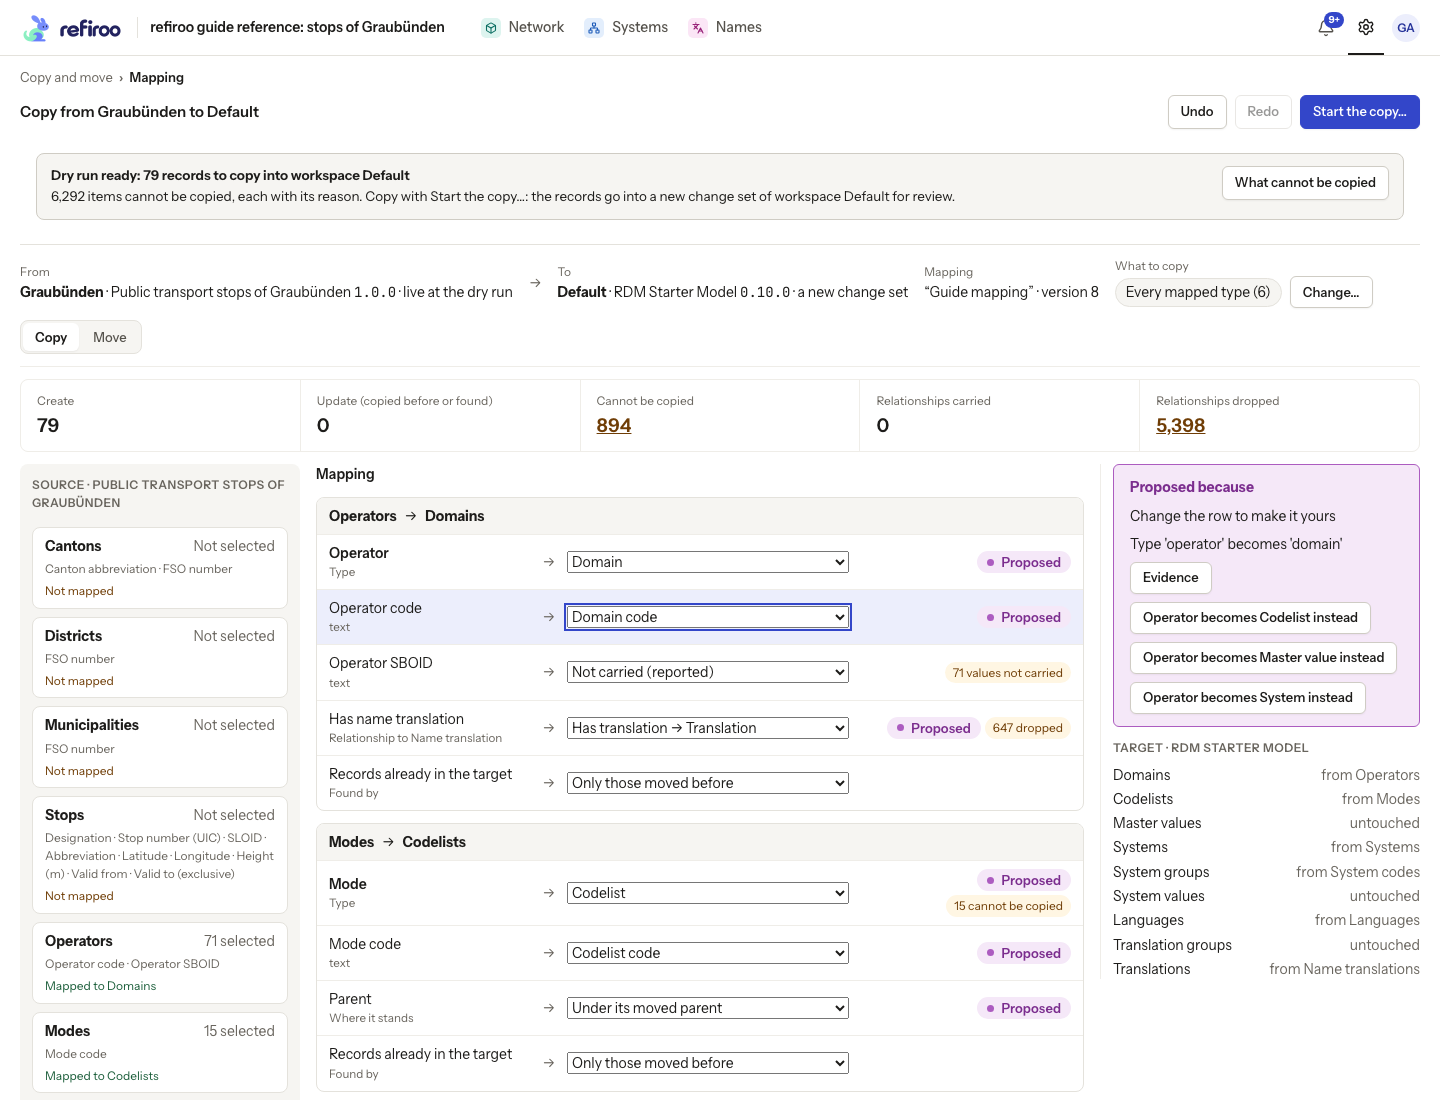 refiroo
refiroo guide reference: stops of Graubünden
Network
Systems
Names
9+
GA
Copy and move › Mapping
Copy from Graubünden to Default
Undo
Redo
Start the copy...
Dry run ready: 79 records to copy into workspace Default
6,292 items cannot be copied, each with its reason. Copy with Start the copy...: the records go into a new change set of workspace Default for review.
What cannot be copied
From
Graubünden · Public transport stops of Graubünden 1.0.0 · live at the dry run
→
To
Default · RDM Starter Model 0.10.0 · a new change set
Mapping
“Guide mapping” · version 8
What to copy
Every mapped type (6)
Change...
Copy
Move
Create
79
Update (copied before or found)
0
Cannot be copied
894
Relationships carried
0
Relationships dropped
5,398
SOURCE · PUBLIC TRANSPORT STOPS OF
GRAUBÜNDEN
Cantons
Not selected
Canton abbreviation · FSO number
Not mapped
Districts
Not selected
FSO number
Not mapped
Municipalities
Not selected
FSO number
Not mapped
Stops
Not selected
Designation · Stop number (UIC) · SLOID ·
Abbreviation · Latitude · Longitude · Height
(m) · Valid from · Valid to (exclusive)
Not mapped
Operators
71 selected
Operator code · Operator SBOID
Mapped to Domains
Modes
15 selected
Mode code
Mapped to Codelists
Mapping
Operators → Domains
Operator
Type
→
Domain
Proposed
Operator code
text
→
Domain code
Proposed
Operator SBOID
text
→
Not carried (reported)
71 values not carried
Has name translation
Relationship to Name translation
→
Has translation → Translation
Proposed
647 dropped
Records already in the target
Found by
→
Only those moved before
Modes → Codelists
Mode
Type
→
Codelist
Proposed
15 cannot be copied
Mode code
text
→
Codelist code
Proposed
Parent
Where it stands
→
Under its moved parent
Proposed
Records already in the target
Found by
→
Only those moved before
Proposed because
Change the row to make it yours
Type 'operator' becomes 'domain'
Evidence
Operator becomes Codelist instead
Operator becomes Master value instead
Operator becomes System instead
TARGET · RDM STARTER MODEL
Domains
from Operators
Codelists
from Modes
Master values
untouched
Systems
from Systems
System groups
from System codes
System values
untouched
Languages
from Languages
Translation groups
untouched
Translations
from Name translations